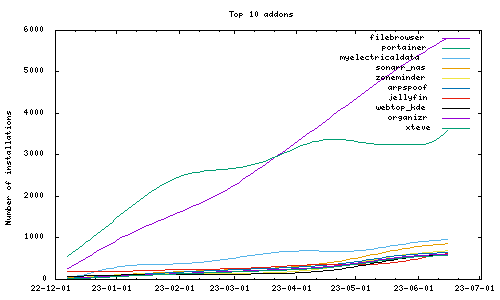 Top 10 addons
6000
5000
4000
3000
2000
1000
0
Number of installations
filebrowser
portainer
myelectricaldata
sonarr_nas
zoneminder
arpspoof
jellyfin
webtop_kde
organizr
xteve
22-12-01 23-01-01 23-02-01 23-03-01 23-04-01 23-05-01 23-06-01 23-07-01